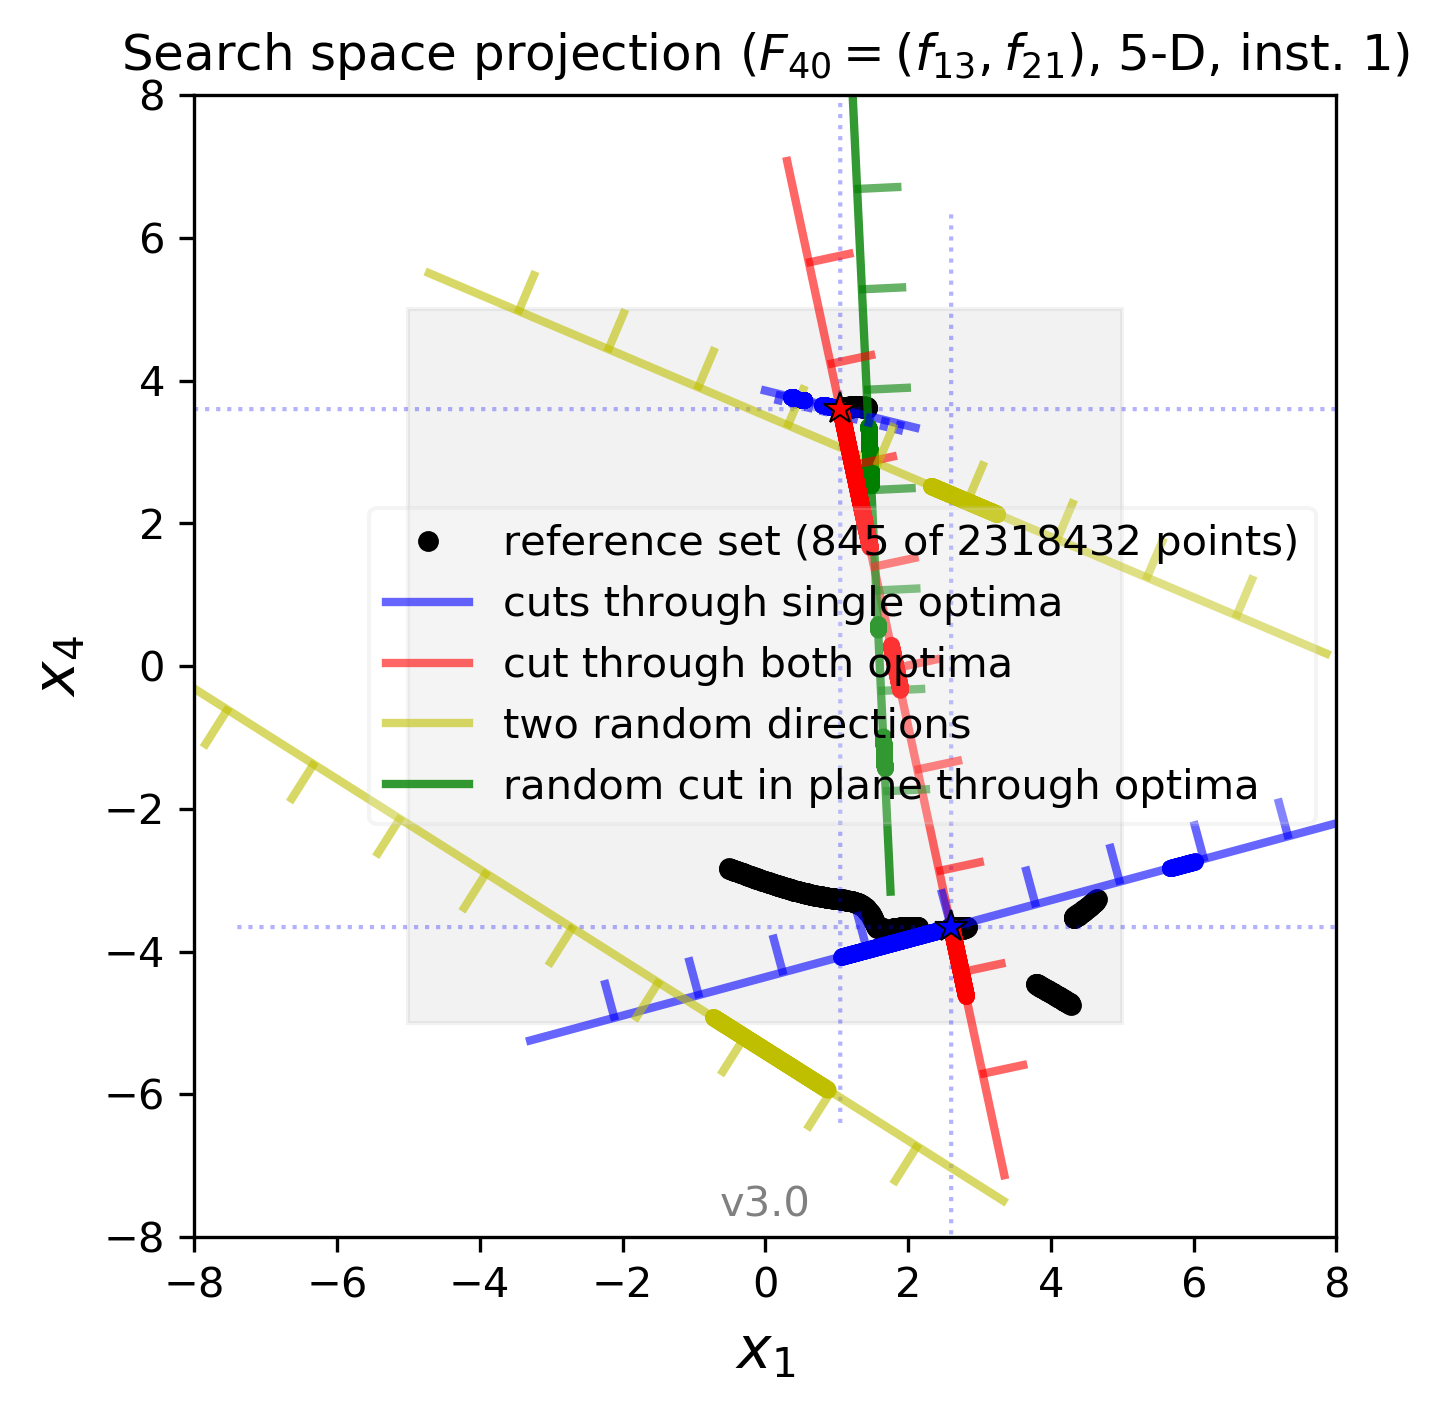 Search space projection (F₄₀ = (f₁₃, f₂₁), 5-D, inst. 1)
8
6
4
2
0
−2
−4
−6
−8
x₄
reference set (845 of 2318432 points)
cuts through single optima
cut through both optima
two random directions
random cut in plane through optima
v3.0
−8 −6 −4 −2 0 2 4 6 8
x₁